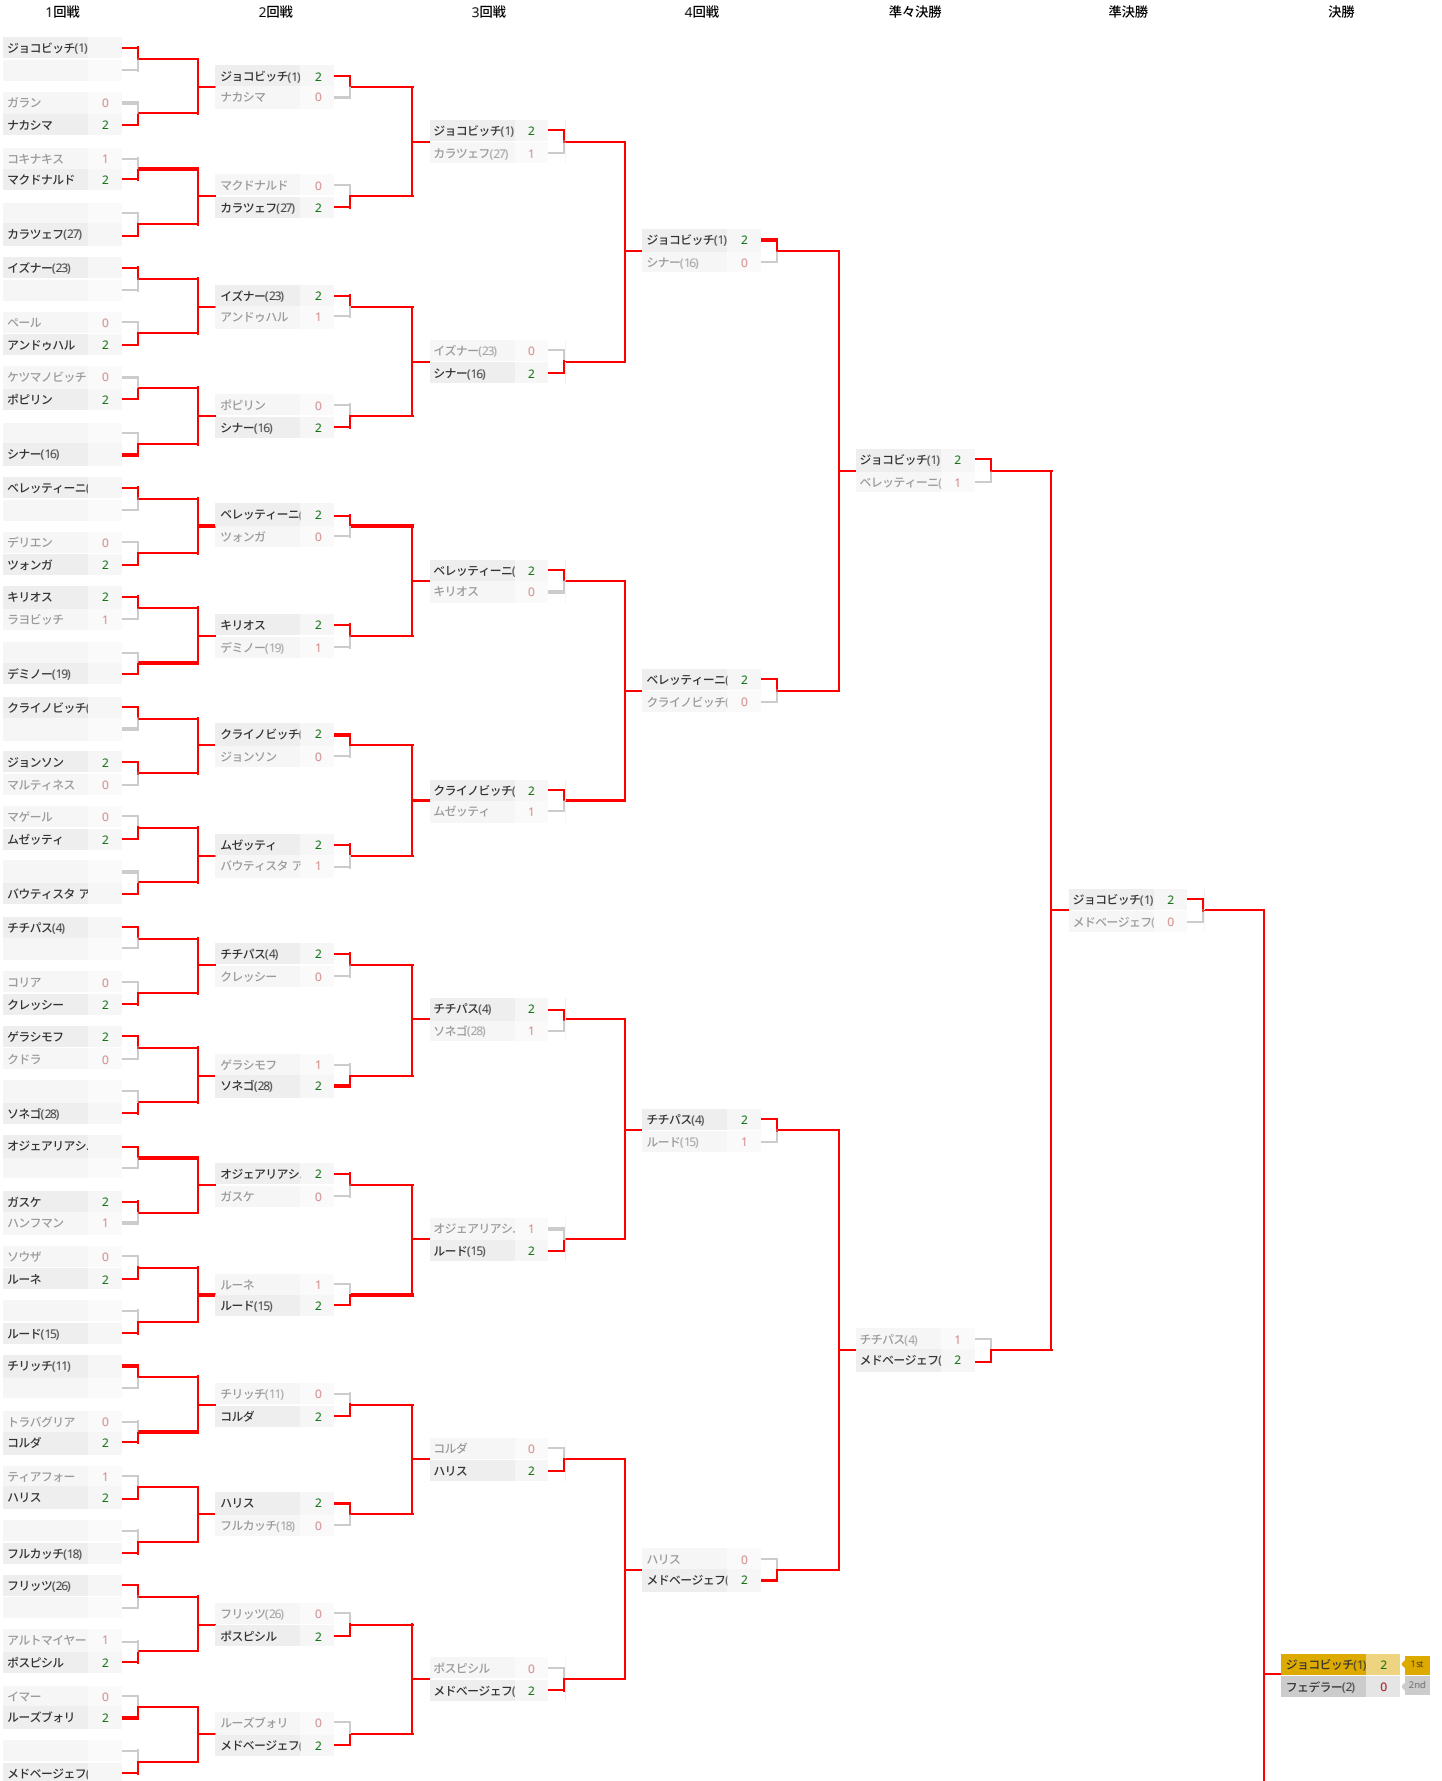 1回戦
2回戦
3回戦
4回戦
準々決勝
準決勝
決勝
ジョコビッチ(1)
ガラン 0
ナカシマ 2
コキナキス 1
マクドナルド 2
カラツェフ(27)
イズナー(23)
ペール 0
アンドゥハル 2
ケツマノビッチ 0
ポピリン 2
シナー(16)
ベレッティーニ(
デリエン 0
ツォンガ 2
キリオス 2
ラヨビッチ 1
デミノー(19)
クライノビッチ(
ジョンソン 2
マルティネス 0
マゲール 0
ムゼッティ 2
バウティスタ ア
チチパス(4)
コリア 0
クレッシー 2
ゲラシモフ 2
クドラ 0
ソネゴ(28)
オジェアリアシ.
ガスケ 2
ハンフマン 1
ソウザ 0
ルーネ 2
ルード(15)
チリッチ(11)
トラバグリア 0
コルダ 2
ティアフォー 1
ハリス 2
フルカッチ(18)
フリッツ(26)
アルトマイヤー 1
ポスピシル 2
イマー 0
ルーズブォリ 2
メドベージェフ(
ジョコビッチ(1) 2
ナカシマ 0
マクドナルド 0
カラツェフ(27) 2
イズナー(23) 2
アンドゥハル 1
ポピリン 0
シナー(16) 2
ベレッティーニ( 2
ツォンガ 0
キリオス 2
デミノー(19) 1
クライノビッチ( 2
ジョンソン 0
ムゼッティ 2
バウティスタ ア 1
チチパス(4) 2
クレッシー 0
ゲラシモフ 1
ソネゴ(28) 2
オジェアリアシ. 2
ガスケ 0
ルーネ 1
ルード(15) 2
チリッチ(11) 0
コルダ 2
ハリス 2
フルカッチ(18) 0
フリッツ(26) 0
ポスピシル 2
ルーズブォリ 0
メドベージェフ( 2
ジョコビッチ(1) 2
カラツェフ(27) 1
イズナー(23) 0
シナー(16) 2
ベレッティーニ( 2
キリオス 0
クライノビッチ( 2
ムゼッティ 1
チチパス(4) 2
ソネゴ(28) 1
オジェアリアシ. 1
ルード(15) 2
コルダ 0
ハリス 2
ポスピシル 0
メドベージェフ( 2
ジョコビッチ(1) 2
シナー(16) 0
ベレッティーニ( 2
クライノビッチ( 0
チチパス(4) 2
ルード(15) 1
ハリス 0
メドベージェフ( 2
ジョコビッチ(1) 2
ベレッティーニ( 1
チチパス(4) 1
メドベージェフ( 2
ジョコビッチ(1) 2
メドベージェフ( 0
ジョコビッチ(1) 2 1st
フェデラー(2) 0 2nd